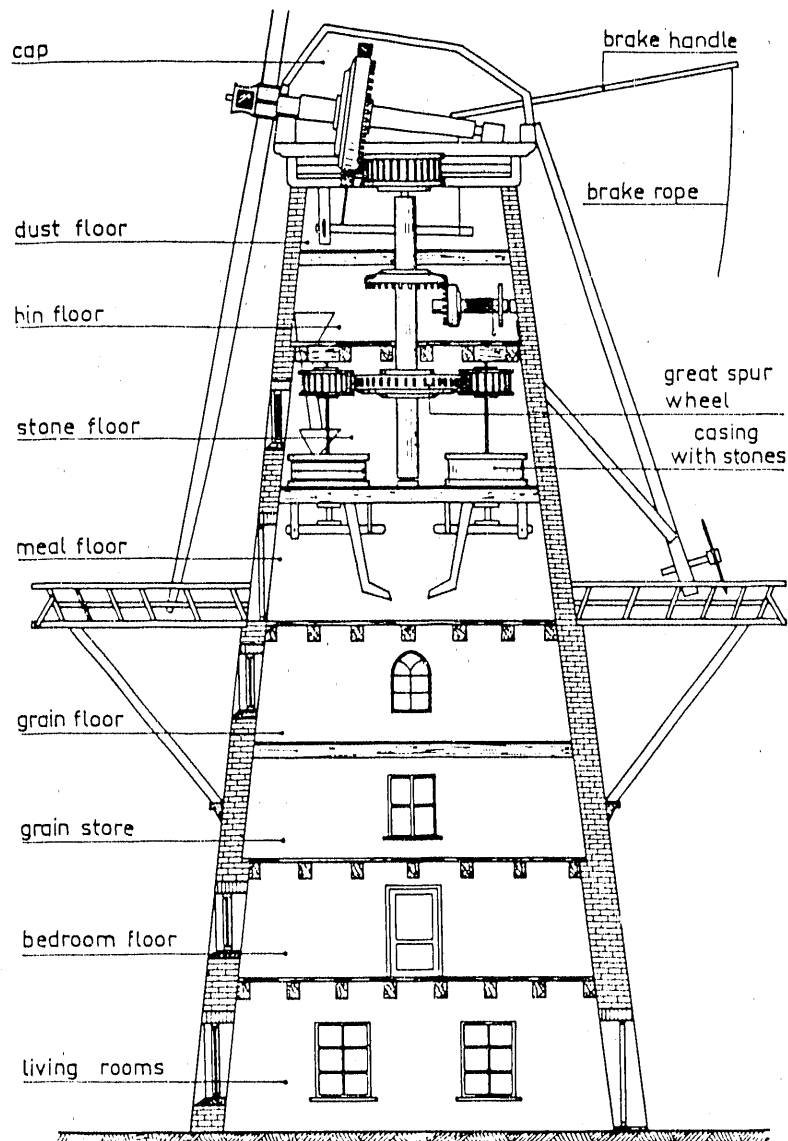 cap
brake handle
brake rope
dust floor
hin floor
great spur
wheel
stone floor
casing
with stones
meal floor
grain floor
grain store
bedroom floor
living rooms